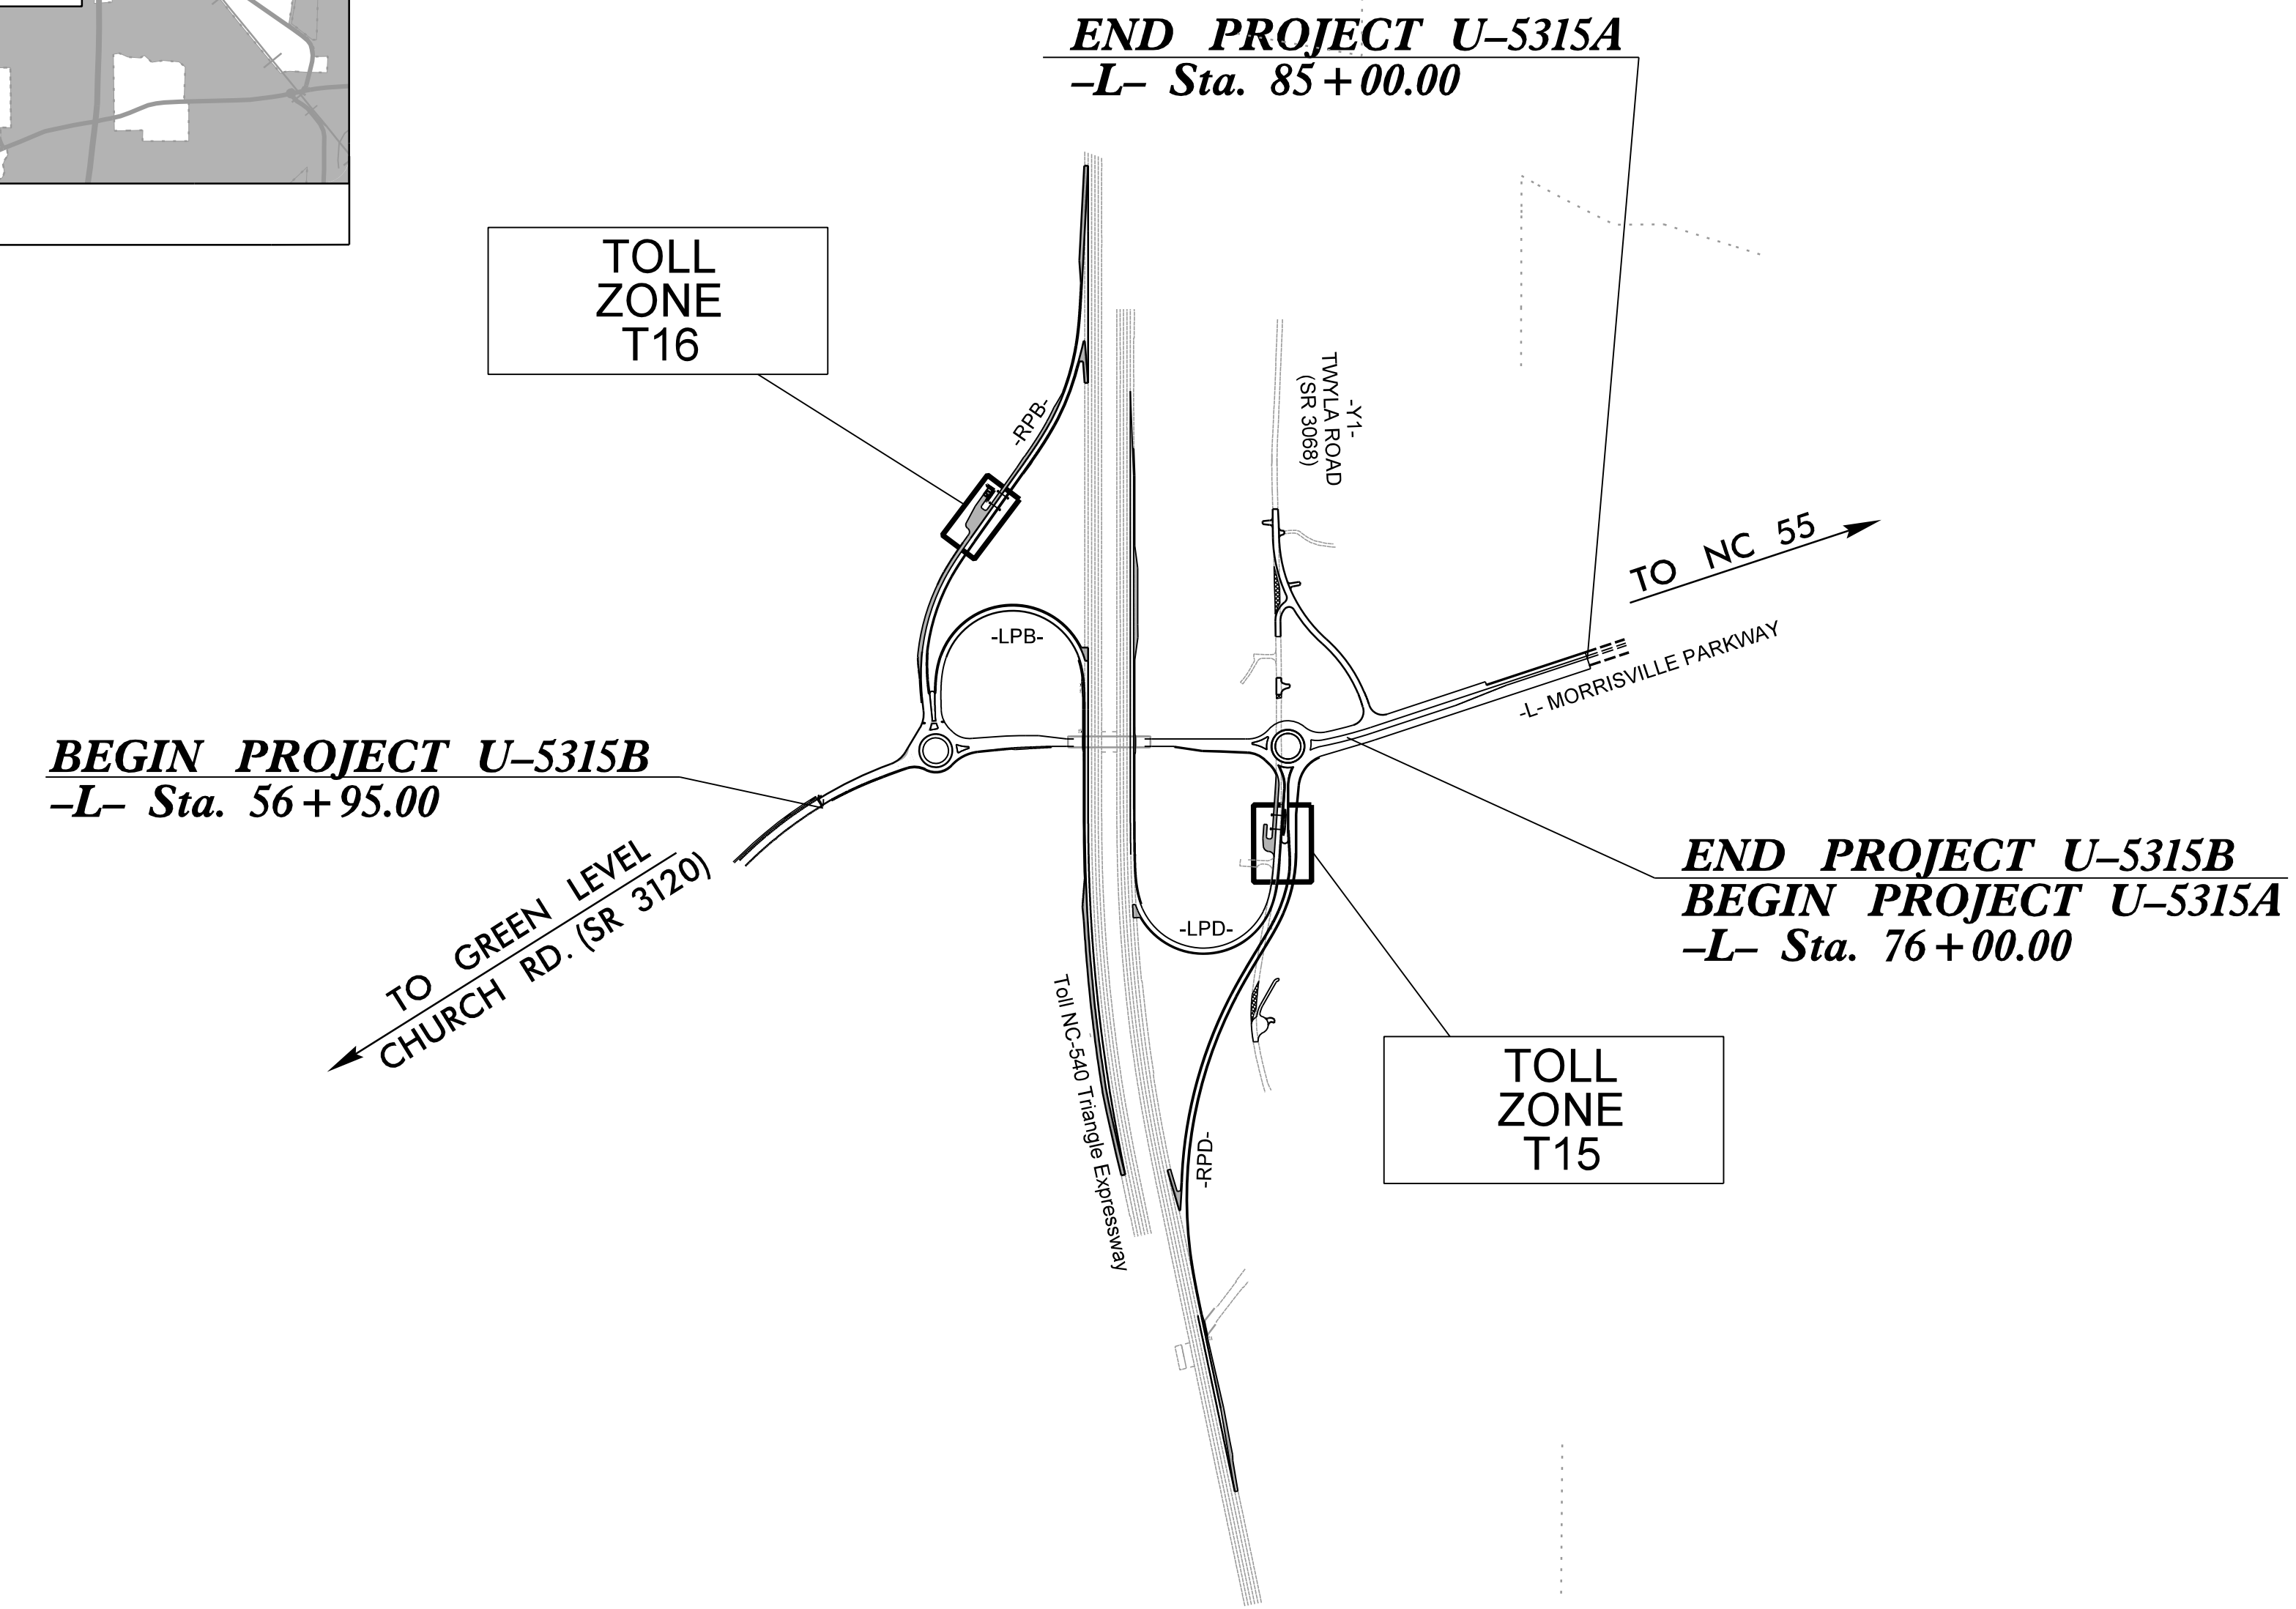 END PROJECT U–5315A
–L– Sta. 85+00.00
TOLL
ZONE
T16
-RPB-
-Y1-
TWYLA ROAD
(SR 3068)
TO NC 55
-L- MORRISVILLE PARKWAY
-LPB-
BEGIN PROJECT U–5315B
–L– Sta. 56+95.00
TO GREEN LEVEL
CHURCH RD. (SR 3120)
END PROJECT U–5315B
BEGIN PROJECT U–5315A
–L– Sta. 76+00.00
-LPD-
Toll NC-540 Triangle Expressway
-RPD-
TOLL
ZONE
T15